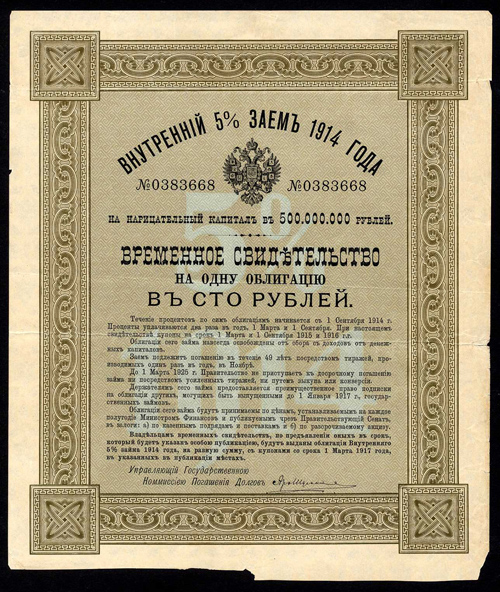 ВНУТРЕННІЙ 5% ЗАЕМЪ 1914 ГОДА
№0383668 №0383668
НА НАРИЦАТЕЛЬНЫЙ КАПИТАЛЪ ВЪ 500.000.000 РУБЛЕЙ.
5%
ВРЕМЕННОЕ СВИДѢТЕЛЬСТВО
НА ОДНУ ОБЛИГАЦІЮ
ВЪ СТО РУБЛЕЙ.
Теченіе процентовъ по симъ облигаціямъ начинается съ 1 Сентября 1914 г.
Проценты уплачиваются два раза въ годъ, 1 Марта и 1 Сентября. При настоящемъ
свидѣтельствѣ купоны на сроки 1 Марта и 1 Сентября 1915 и 1916 г.г.
Облигаціи сего займа навсегда освобождены отъ сбора съ доходовъ отъ денеж-
ныхъ капиталовъ.
Заемъ подлежитъ погашенію въ теченіе 49 лѣтъ посредствомъ тиражей, про-
изводимыхъ одинъ разъ въ годъ, въ Ноябрѣ.
До 1 Марта 1925 г. Правительство не приступаетъ къ досрочному погашенію
займа ни посредствомъ усиленныхъ тиражей, ни путемъ выкупа или конверсіи.
Держателямъ сего займа предоставляется преимущественное право подписки
на облигаціи другихъ, могущихъ быть выпущенными до 1 Января 1917 г., государ-
ственныхъ займовъ.
Облигаціи сего займа будутъ принимаемы по цѣнамъ, устанавливаемымъ на каждое
полугодіе Министромъ Финансовъ и публикуемымъ чрезъ Правительствующій Сенатъ,
въ залоги: а) по казеннымъ подрядамъ и поставкамъ и б) по разсрочиваемому акцизу.
Владѣльцамъ временныхъ свидѣтельствъ, по предъявленіи оныхъ въ срокъ,
который будетъ указанъ особою публикаціею, будутъ выданы облигаціи Внутренняго
5% займа 1914 года, на равную сумму, съ купонами со срока 1 Марта 1917 года,
въ указанныхъ въ публикаціи мѣстахъ.
Управляющій Государственною
Коммиссіею Погашенія Долговъ